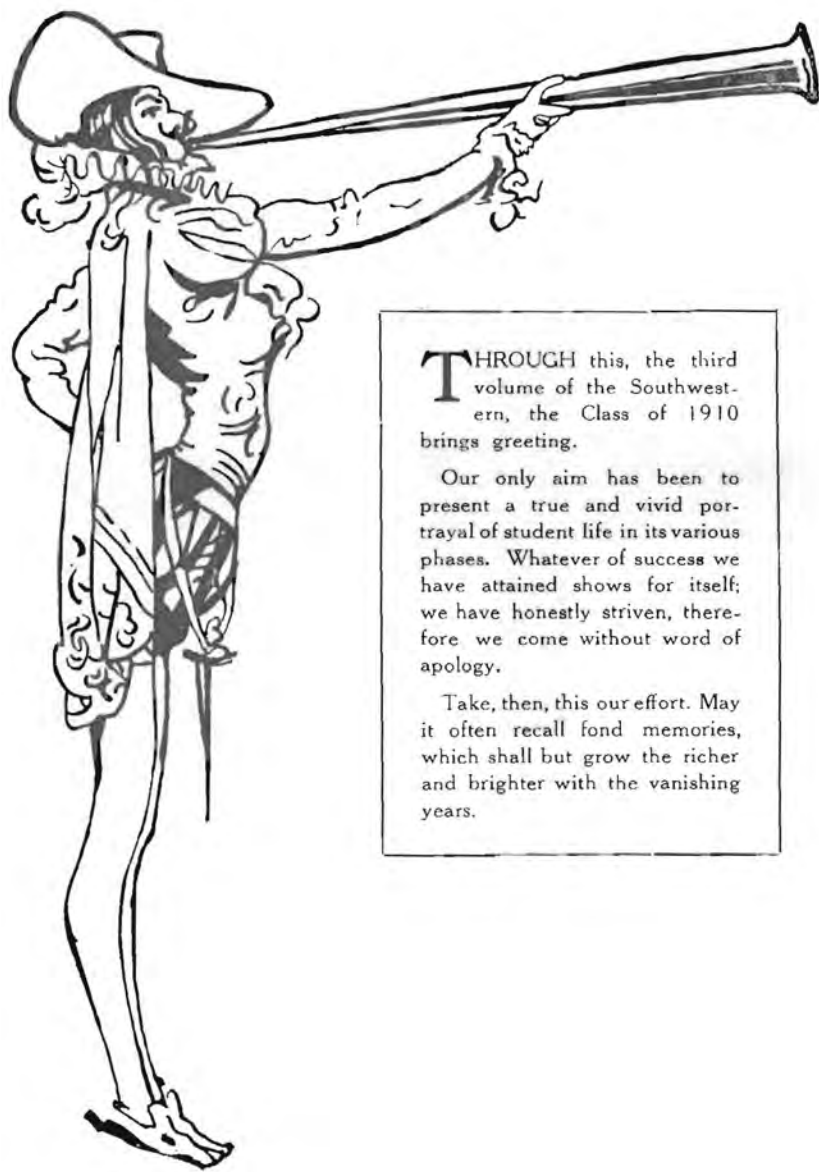 THROUGH this, the third
volume of the Southwest-
ern, the Class of 1910
brings greeting.
Our only aim has been to
present a true and vivid por-
trayal of student life in its various
phases. Whatever of success we
have attained shows for itself;
we have honestly striven, there-
fore we come without word of
apology.
Take, then, this our effort. May
it often recall fond memories,
which shall but grow the richer
and brighter with the vanishing
years.